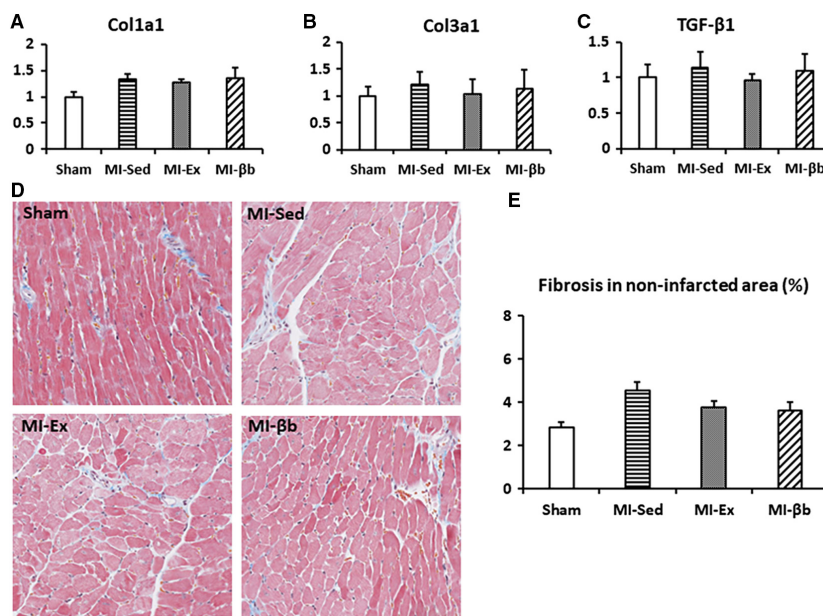 A
Col1a1
2
1.5
1
0.5
0
Sham MI-Sed MI-Ex MI-βb
B
Col3a1
2
1.5
1
0.5
0
Sham MI-Sed MI-Ex MI-βb
C
TGF-β1
1.5
1
0.5
0
Sham MI-Sed MI-Ex MI-βb
D
Sham
MI-Sed
MI-Ex
MI-βb
E
Fibrosis in non-infarcted area (%)
8
6
4
2
0
Sham MI-Sed MI-Ex MI-βb